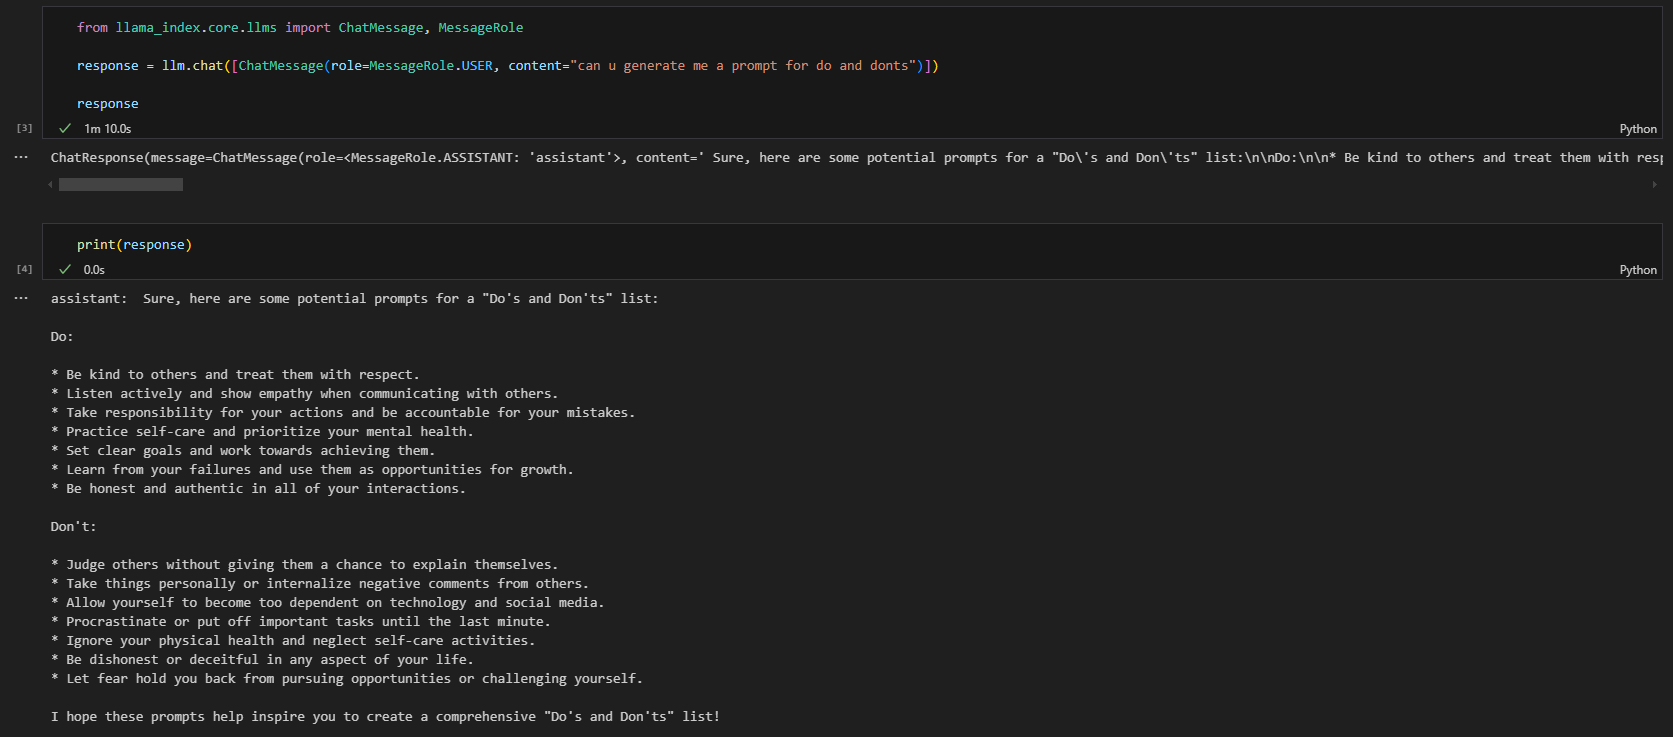 from llama_index.core.llms import ChatMessage, MessageRole
response = llm.chat([ChatMessage(role=MessageRole.USER, content="can u generate me a prompt for do and donts")])
response
[3] ✓ 1m 10.0s Python
... ChatResponse(message=ChatMessage(role=<MessageRole.ASSISTANT: 'assistant'>, content=' Sure, here are some potential prompts for a "Do\'s and Don\'ts" list:\n\nDo:\n\n* Be kind to others and treat them with resp
print(response)
[4] ✓ 0.0s Python
... assistant:  Sure, here are some potential prompts for a "Do's and Don'ts" list:
Do:
* Be kind to others and treat them with respect.
* Listen actively and show empathy when communicating with others.
* Take responsibility for your actions and be accountable for your mistakes.
* Practice self-care and prioritize your mental health.
* Set clear goals and work towards achieving them.
* Learn from your failures and use them as opportunities for growth.
* Be honest and authentic in all of your interactions.
Don't:
* Judge others without giving them a chance to explain themselves.
* Take things personally or internalize negative comments from others.
* Allow yourself to become too dependent on technology and social media.
* Procrastinate or put off important tasks until the last minute.
* Ignore your physical health and neglect self-care activities.
* Be dishonest or deceitful in any aspect of your life.
* Let fear hold you back from pursuing opportunities or challenging yourself.
I hope these prompts help inspire you to create a comprehensive "Do's and Don'ts" list!